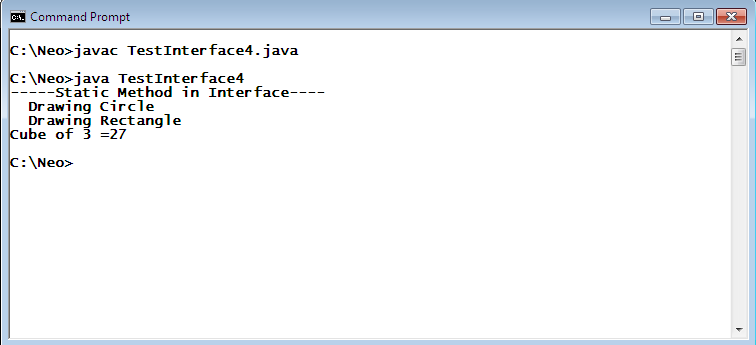 Command Prompt
C:\Neo>javac TestInterface4.java
C:\Neo>java TestInterface4
-----Static Method in Interface----
  Drawing Circle
  Drawing Rectangle
Cube of 3 =27
C:\Neo>